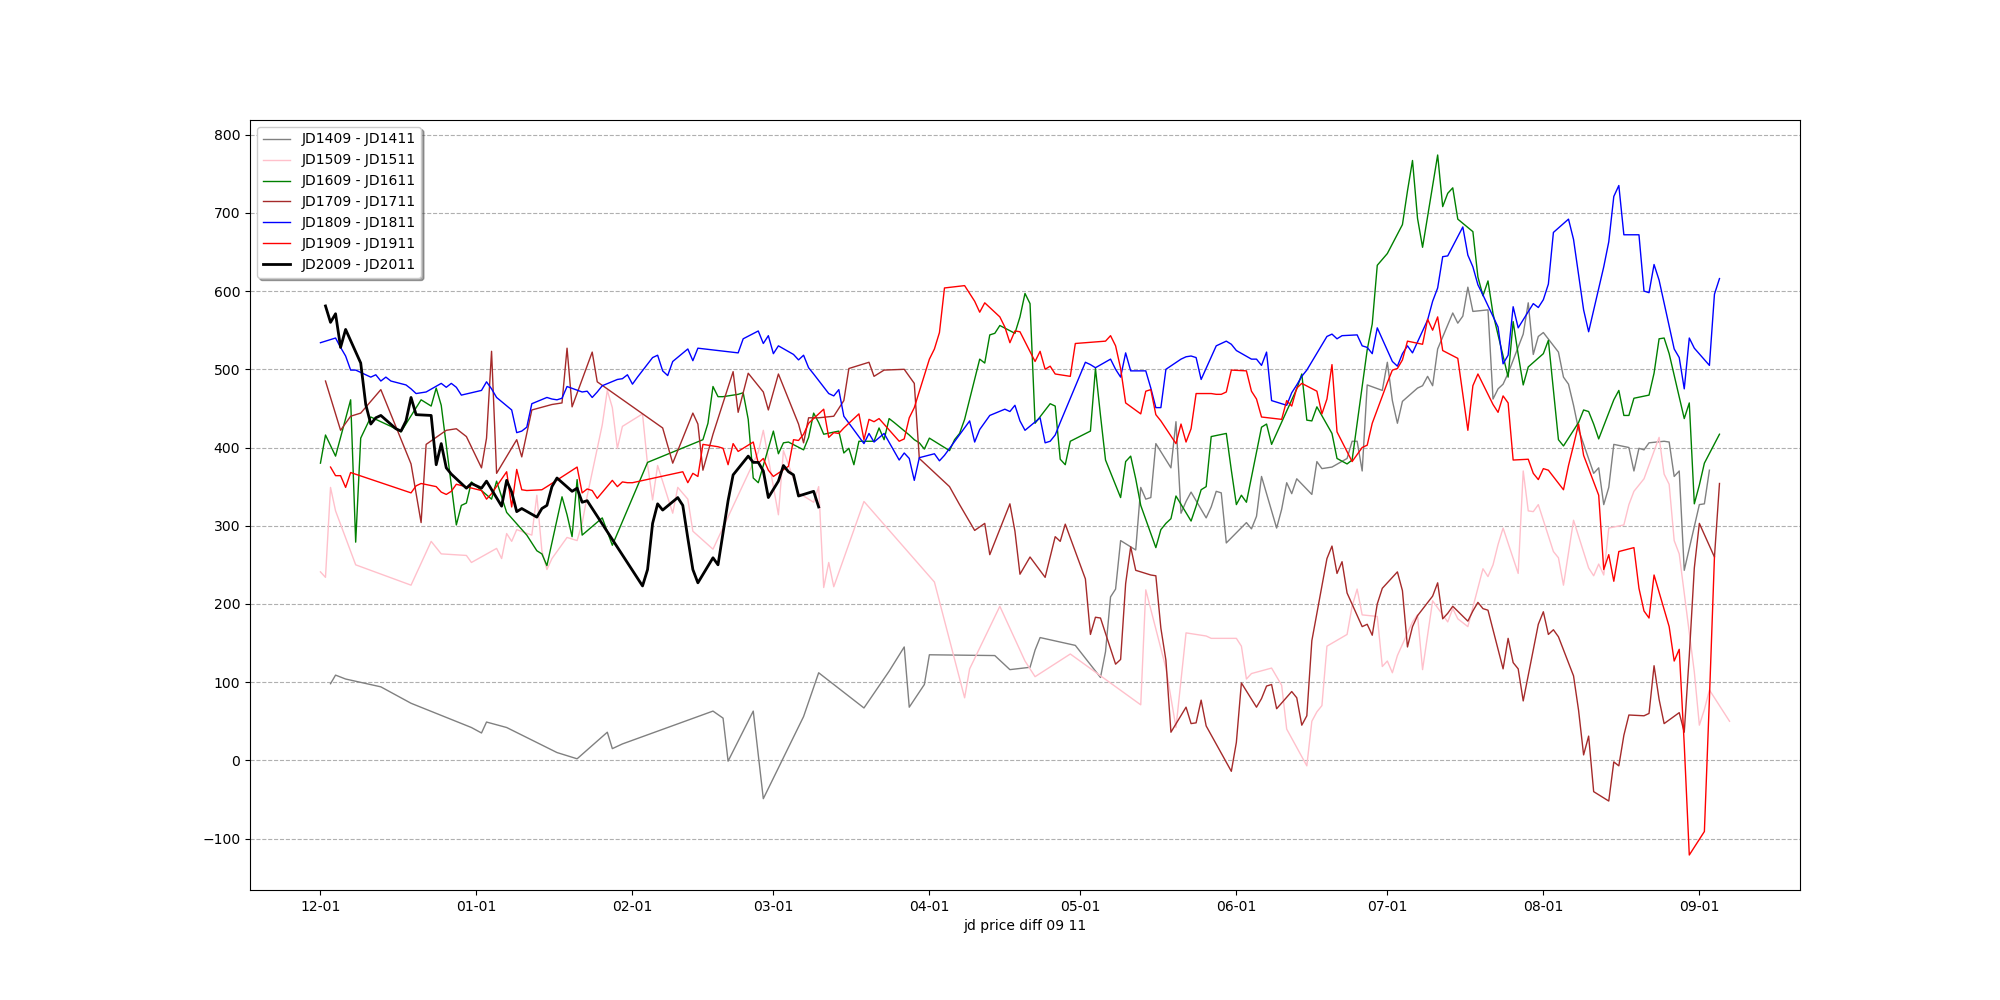 JD1409 - JD1411
JD1509 - JD1511
JD1609 - JD1611
JD1709 - JD1711
JD1809 - JD1811
JD1909 - JD1911
JD2009 - JD2011
800
700
600
500
400
300
200
100
0
−100
12-01 01-01 02-01 03-01 04-01 05-01 06-01 07-01 08-01 09-01
jd price diff 09 11